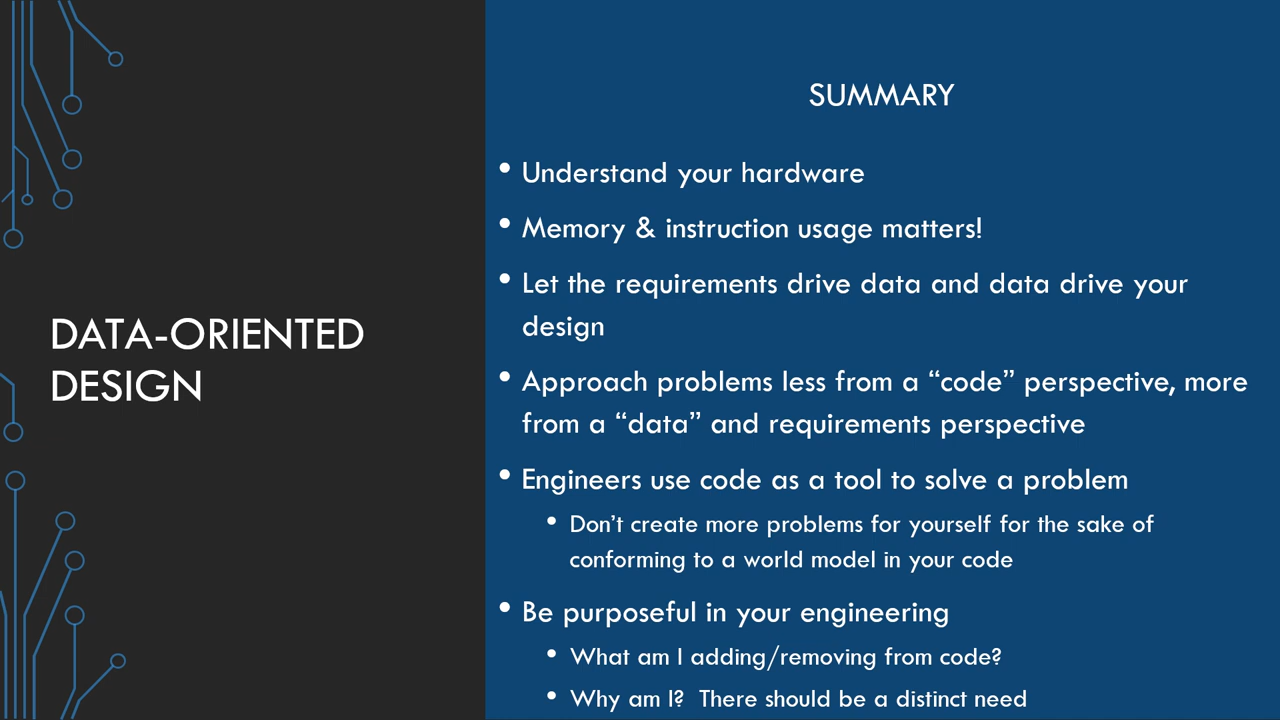 DATA-ORIENTED
DESIGN
SUMMARY
• Understand your hardware
• Memory & instruction usage matters!
• Let the requirements drive data and data drive your
design
• Approach problems less from a “code” perspective, more
from a “data” and requirements perspective
• Engineers use code as a tool to solve a problem
• Don’t create more problems for yourself for the sake of
conforming to a world model in your code
• Be purposeful in your engineering
• What am I adding/removing from code?
• Why am I?  There should be a distinct need